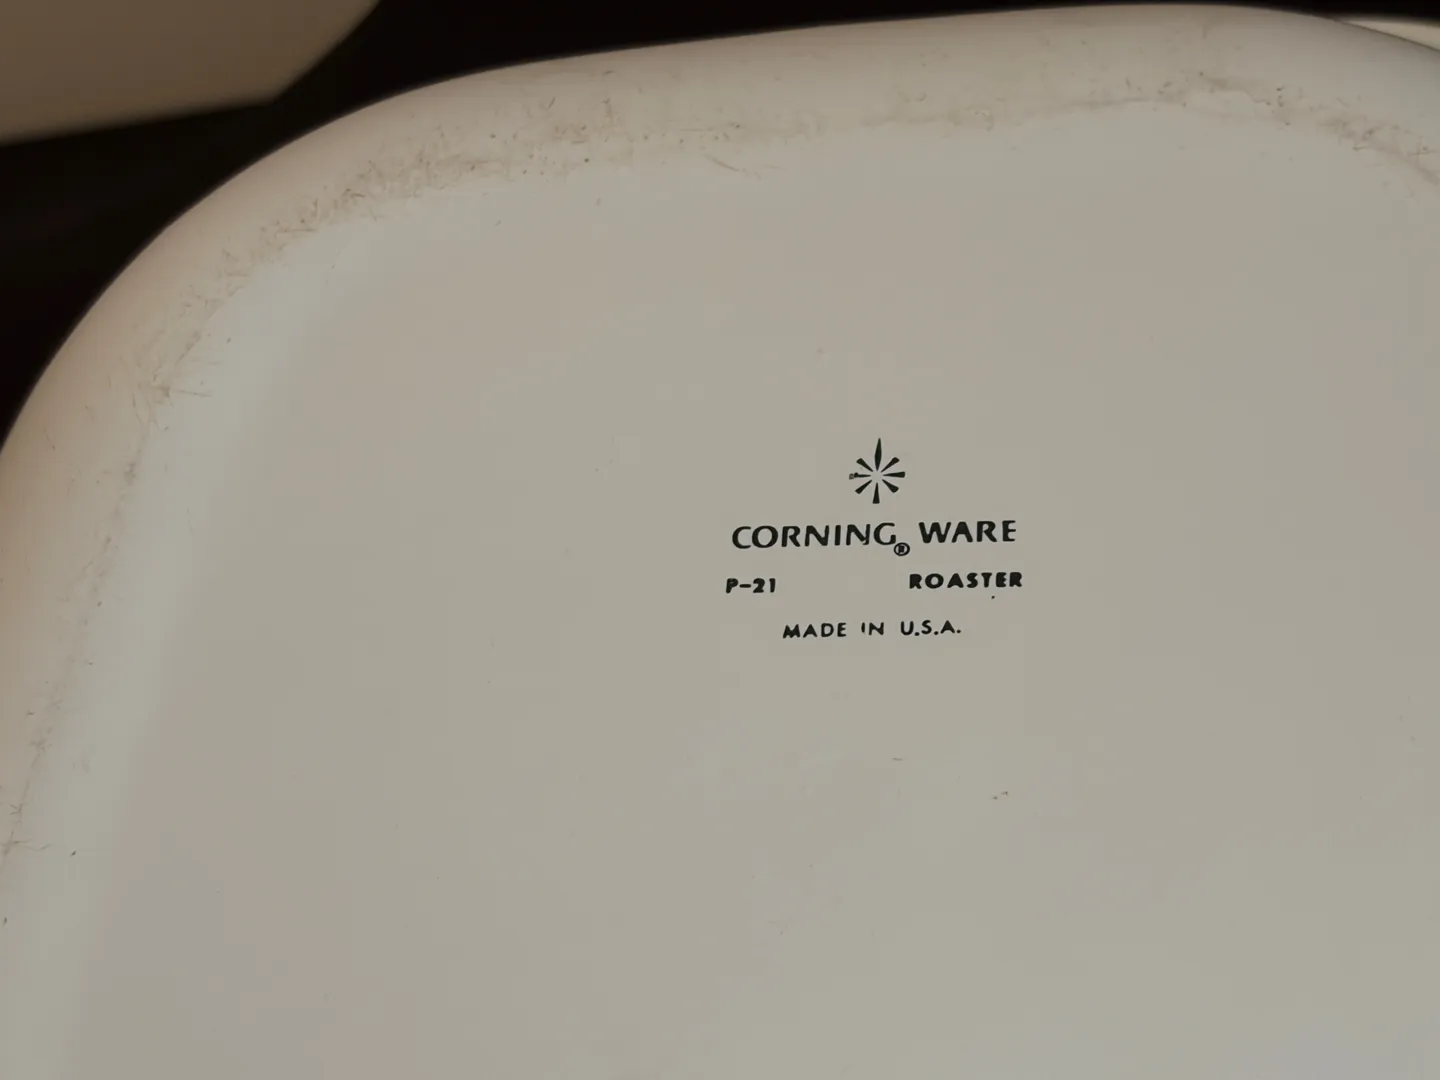 CORNING® WARE
P-21 ROASTER
MADE IN U.S.A.